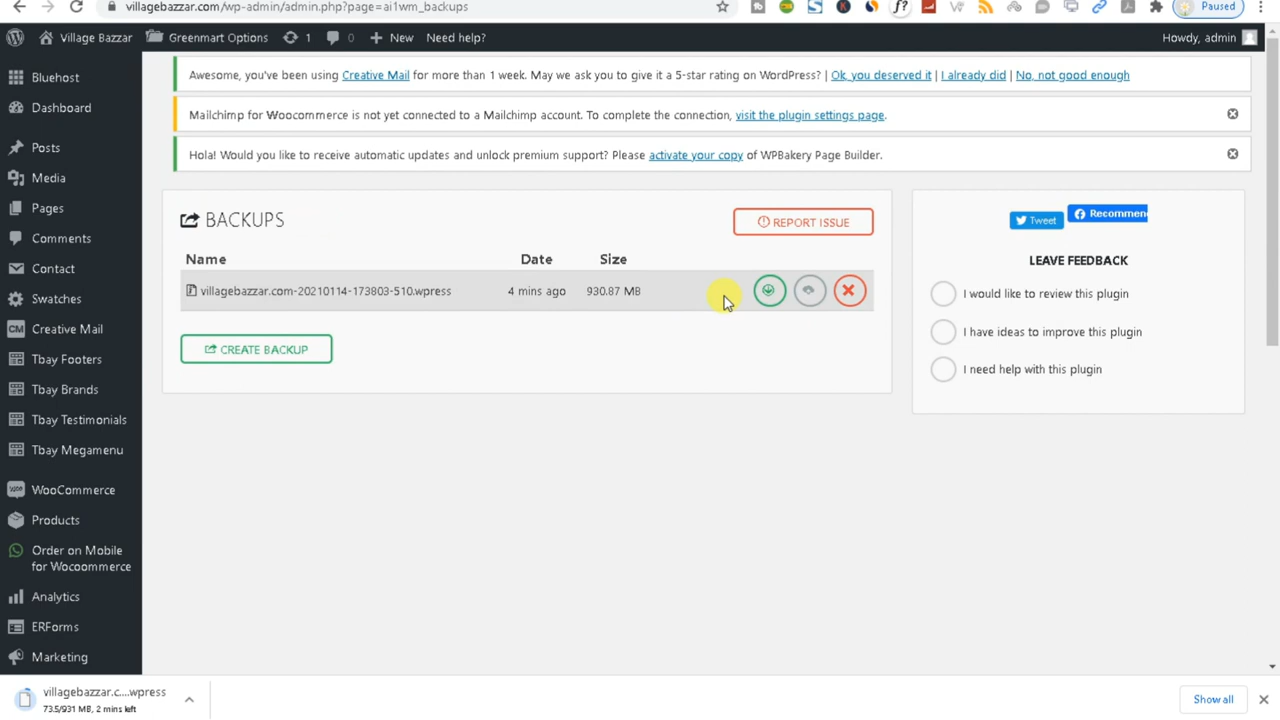 villagebazzar.com/wp-admin/admin.php?page=ai1wm_backups
Paused
Village Bazzar
Greenmart Options
1
0
New
Need help?
Howdy, admin
Bluehost
Dashboard
Posts
Media
Pages
Comments
Contact
Swatches
CM Creative Mail
Tbay Footers
Tbay Brands
Tbay Testimonials
Tbay Megamenu
WooCommerce
Products
Order on Mobile
for Wocoommerce
Analytics
ERForms
Marketing
Awesome, you've been using Creative Mail for more than 1 week. May we ask you to give it a 5-star rating on WordPress? | Ok, you deserved it | I already did | No, not good enough
Mailchimp for Woocommerce is not yet connected to a Mailchimp account. To complete the connection, visit the plugin settings page.
Hola! Would you like to receive automatic updates and unlock premium support? Please activate your copy of WPBakery Page Builder.
BACKUPS
REPORT ISSUE
Name Date Size
villagebazzar.com-20210114-173803-510.wpress 4 mins ago 930.87 MB
CREATE BACKUP
Tweet
Recommen
LEAVE FEEDBACK
I would like to review this plugin
I have ideas to improve this plugin
I need help with this plugin
villagebazzar.c....wpress
73.5/931 MB, 2 mins left
Show all